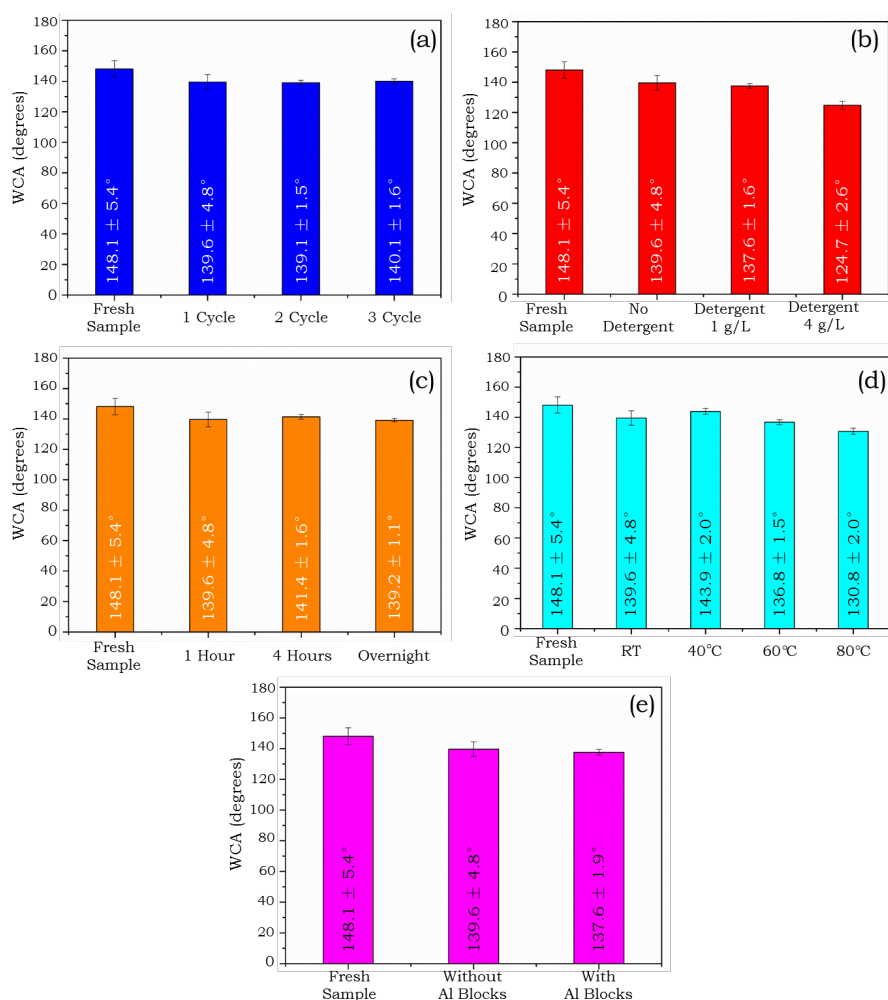 (a)
WCA (degrees)
180
160
140
120
100
80
60
40
20
0
148.1 ± 5.4°
139.6 ± 4.8°
139.1 ± 1.5°
140.1 ± 1.6°
Fresh
Sample
1 Cycle
2 Cycle
3 Cycle
(b)
WCA (degrees)
180
160
140
120
100
80
60
40
20
0
148.1 ± 5.4°
139.6 ± 4.8°
137.6 ± 1.6°
124.7 ± 2.6°
Fresh
Sample
No
Detergent
Detergent
1 g/L
Detergent
4 g/L
(c)
WCA (degrees)
180
160
140
120
100
80
60
40
20
0
148.1 ± 5.4°
139.6 ± 4.8°
141.4 ± 1.6°
139.2 ± 1.1°
Fresh
Sample
1 Hour
4 Hours
Overnight
(d)
WCA (degrees)
180
160
140
120
100
80
60
40
20
0
148.1 ± 5.4°
139.6 ± 4.8°
143.9 ± 2.0°
136.8 ± 1.5°
130.8 ± 2.0°
Fresh
Sample
RT
40°C
60°C
80°C
(e)
WCA (degrees)
180
160
140
120
100
80
60
40
20
0
148.1 ± 5.4°
139.6 ± 4.8°
137.6 ± 1.9°
Fresh
Sample
Without
Al Blocks
With
Al Blocks